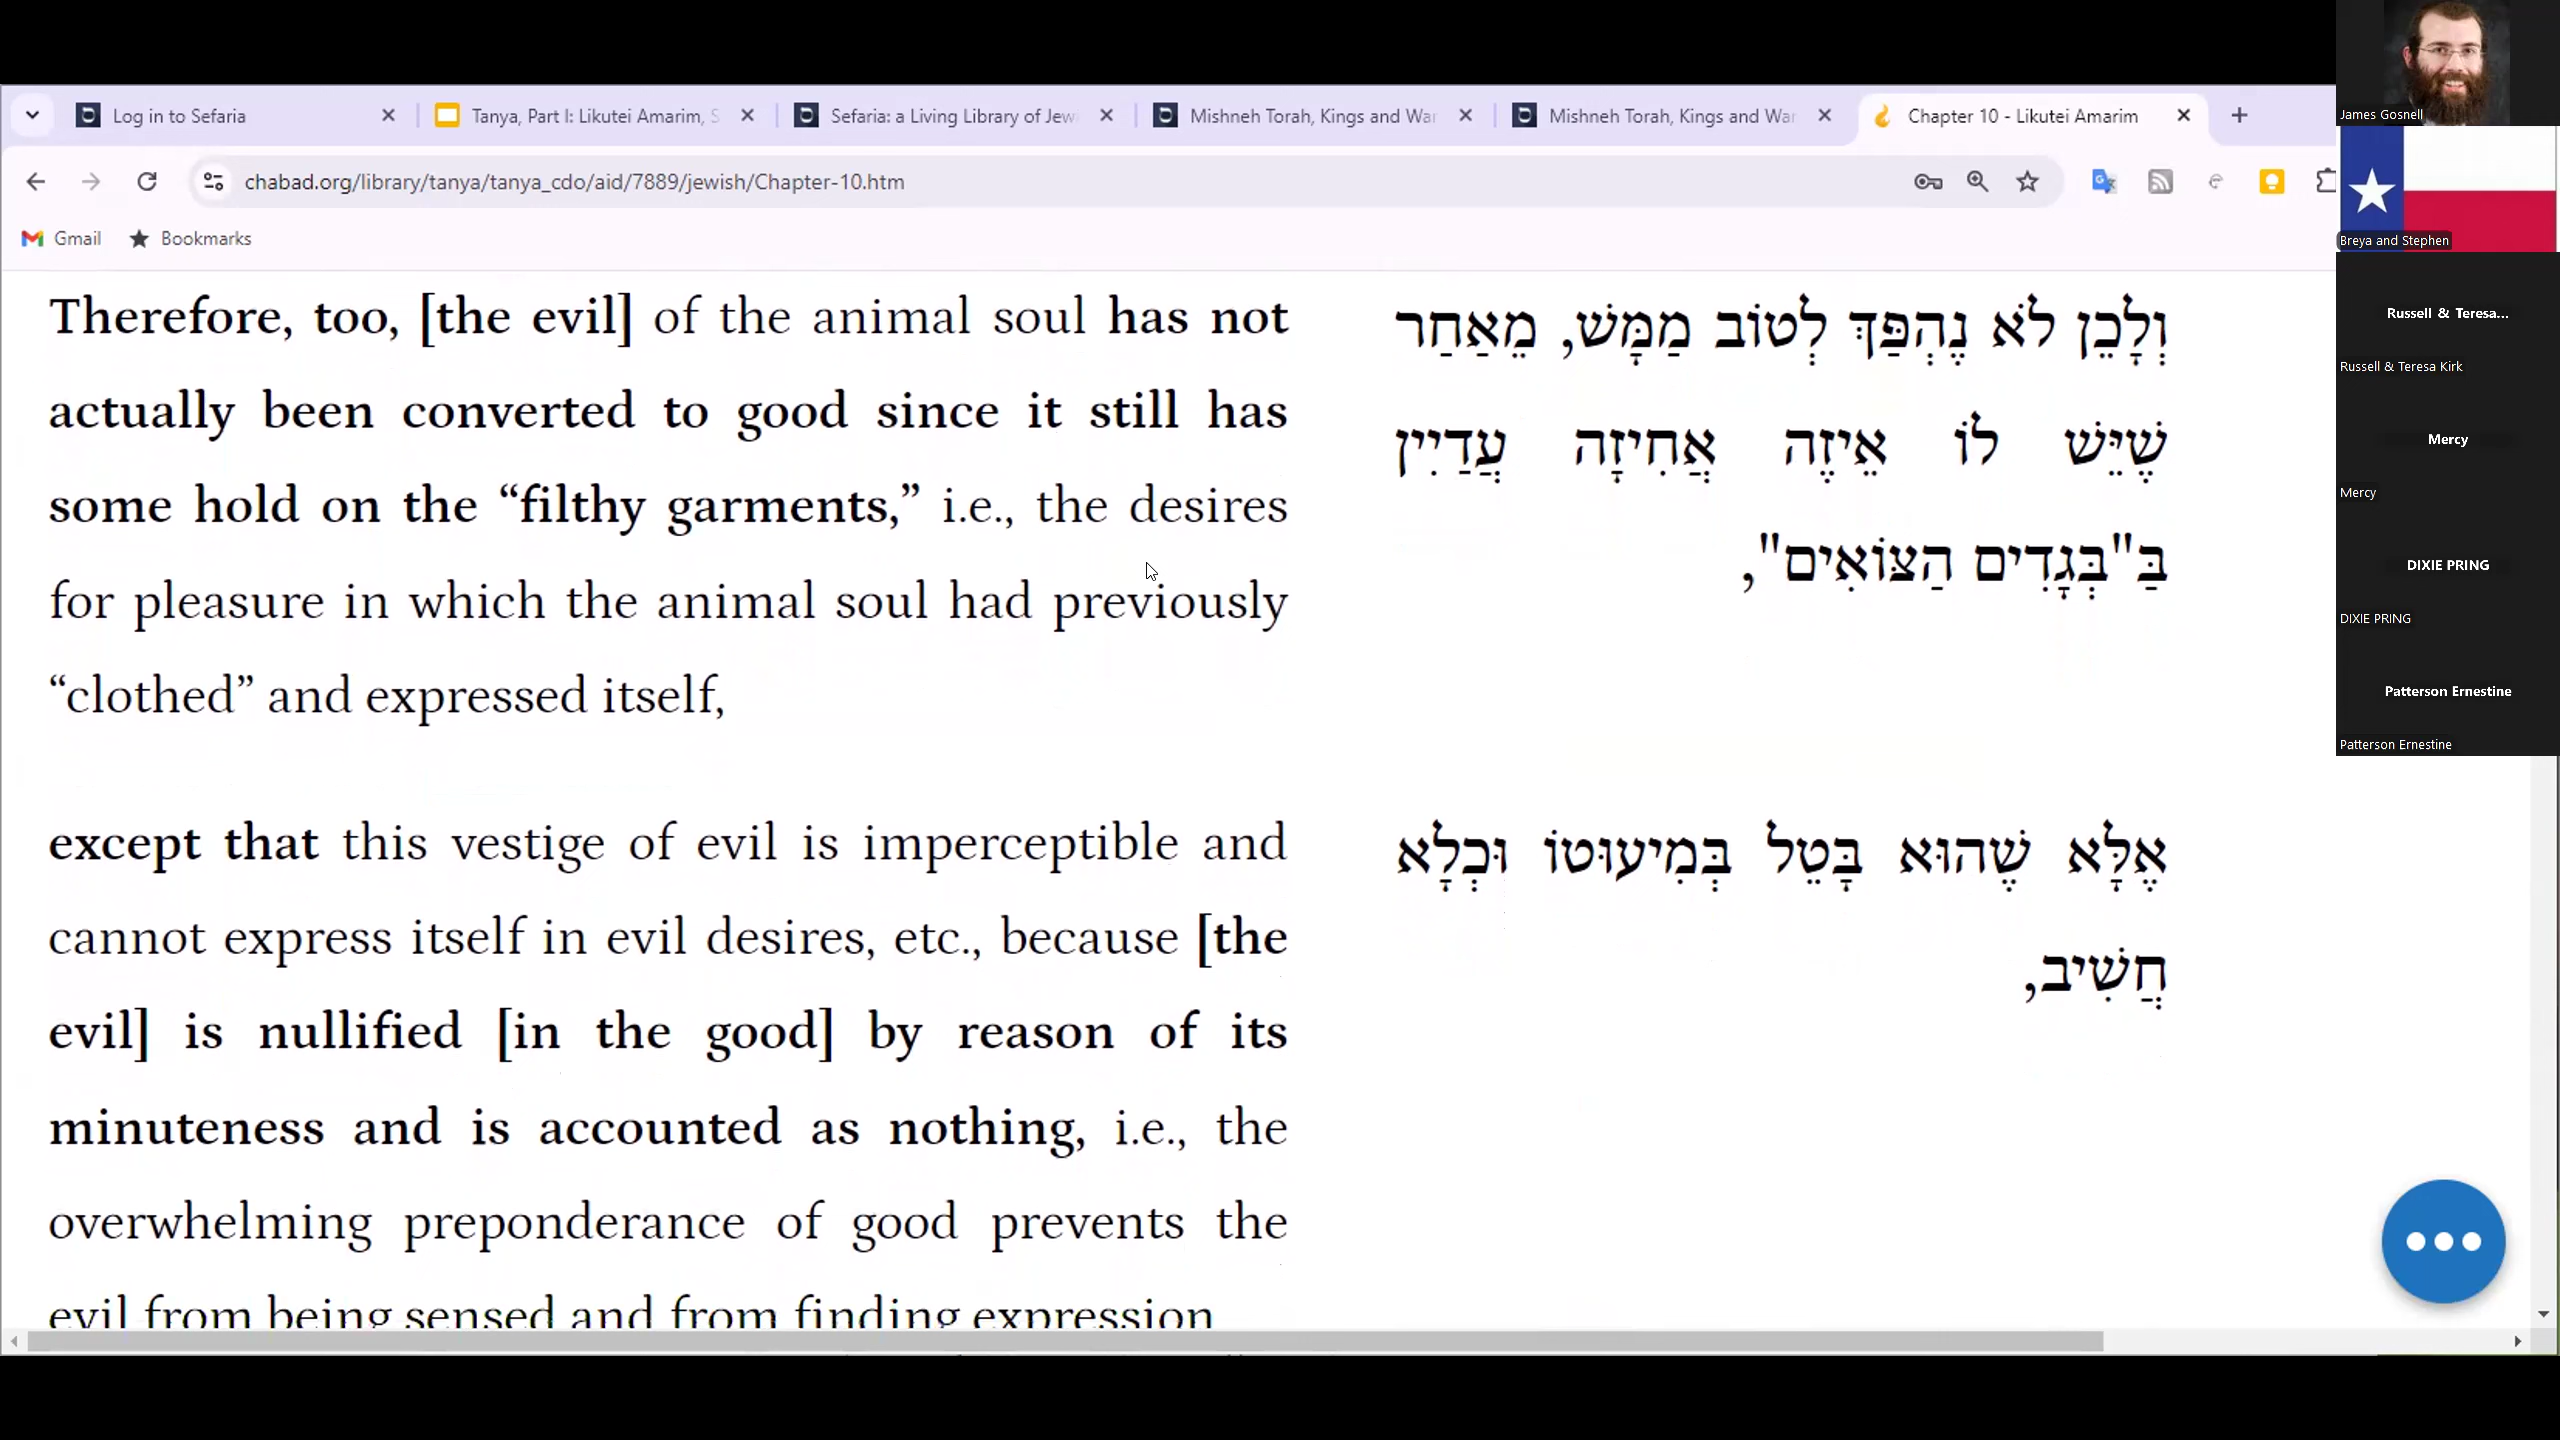 Log in to Sefaria
Tanya, Part I: Likutei Amarim, S
Sefaria: a Living Library of Jew
Mishneh Torah, Kings and War
Mishneh Torah, Kings and War
Chapter 10 - Likutei Amarim
chabad.org/library/tanya/tanya_cdo/aid/7889/jewish/Chapter-10.htm
Gmail
Bookmarks
Therefore, too, [the evil] of the animal soul has not
actually been converted to good since it still has
some hold on the “filthy garments,” i.e., the desires
for pleasure in which the animal soul had previously
“clothed” and expressed itself,
וְלָכֵן לֹא נֶהְפַּךְ לְטוֹב מַמָּשׁ, מֵאַחַר
שֶׁיֵּשׁ לוֹ אֵיזֶה אֲחִיזָה עֲדַיִין
בַּ"בְּגָדִים הַצּוֹאִים",
except that this vestige of evil is imperceptible and
cannot express itself in evil desires, etc., because [the
evil] is nullified [in the good] by reason of its
minuteness and is accounted as nothing, i.e., the
overwhelming preponderance of good prevents the
evil from being sensed and from finding expression
אֶלָּא שֶׁהוּא בָּטֵל בְּמִיעוּטוֹ וּכְלָא
חֲשִׁיב,
James Gosnell
Breya and Stephen
Russell & Teresa...
Russell & Teresa Kirk
Mercy
Mercy
DIXIE PRING
DIXIE PRING
Patterson Ernestine
Patterson Ernestine